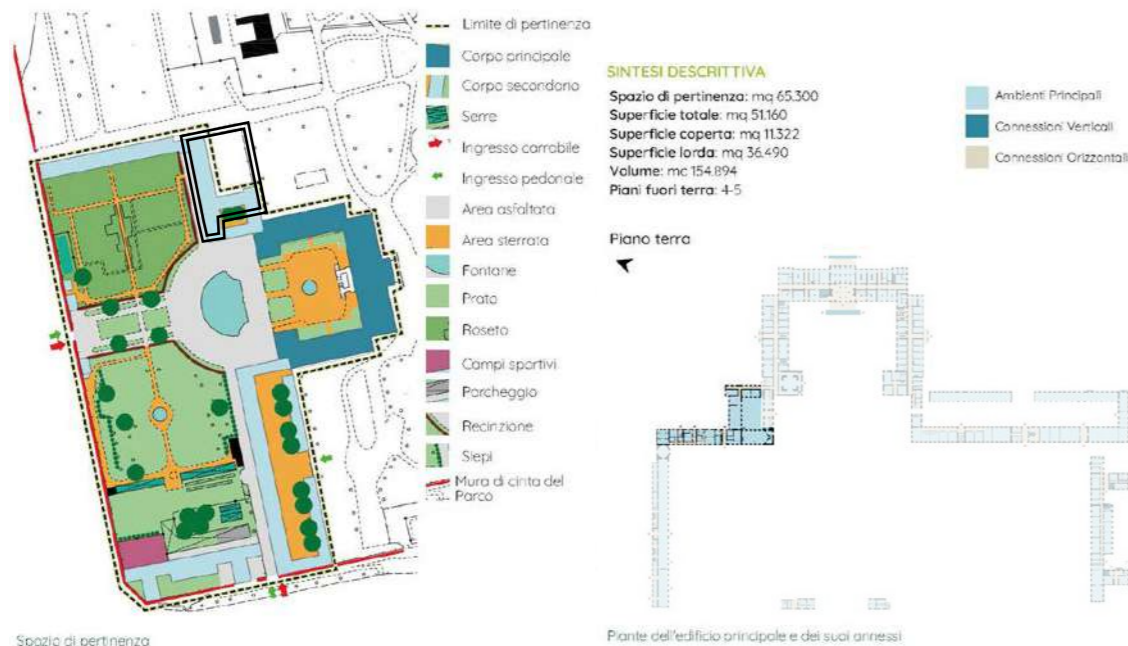 Limite di pertinenza
Corpo principale
Corpo secondario
Serre
Ingresso carrabile
Ingresso pedonale
Area asfaltata
Area sterrata
Fontane
Prato
Roseto
Campi sportivi
Parcheggio
Recinzione
Siepi
Mura di cinta del
Parco
Spazio di pertinenza
SINTESI DESCRITTIVA
Spazio di pertinenza: mq 65.300
Superficie totale: mq 51.160
Superficie coperta: mq 11.322
Superficie lorda: mq 36.490
Volume: mc 154.894
Piani fuori terra: 4-5
Ambienti Principali
Connessioni Verticali
Connessioni Orizzontali
Piano terra
Piante dell'edificio principale e dei suoi annessi